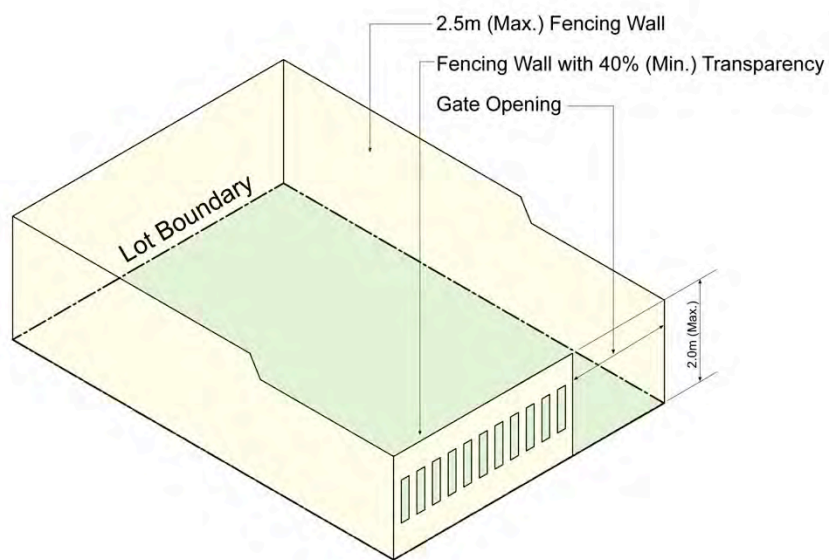 2.5m (Max.) Fencing Wall
Fencing Wall with 40% (Min.) Transparency
Gate Opening
Lot Boundary
2.0m (Max.)